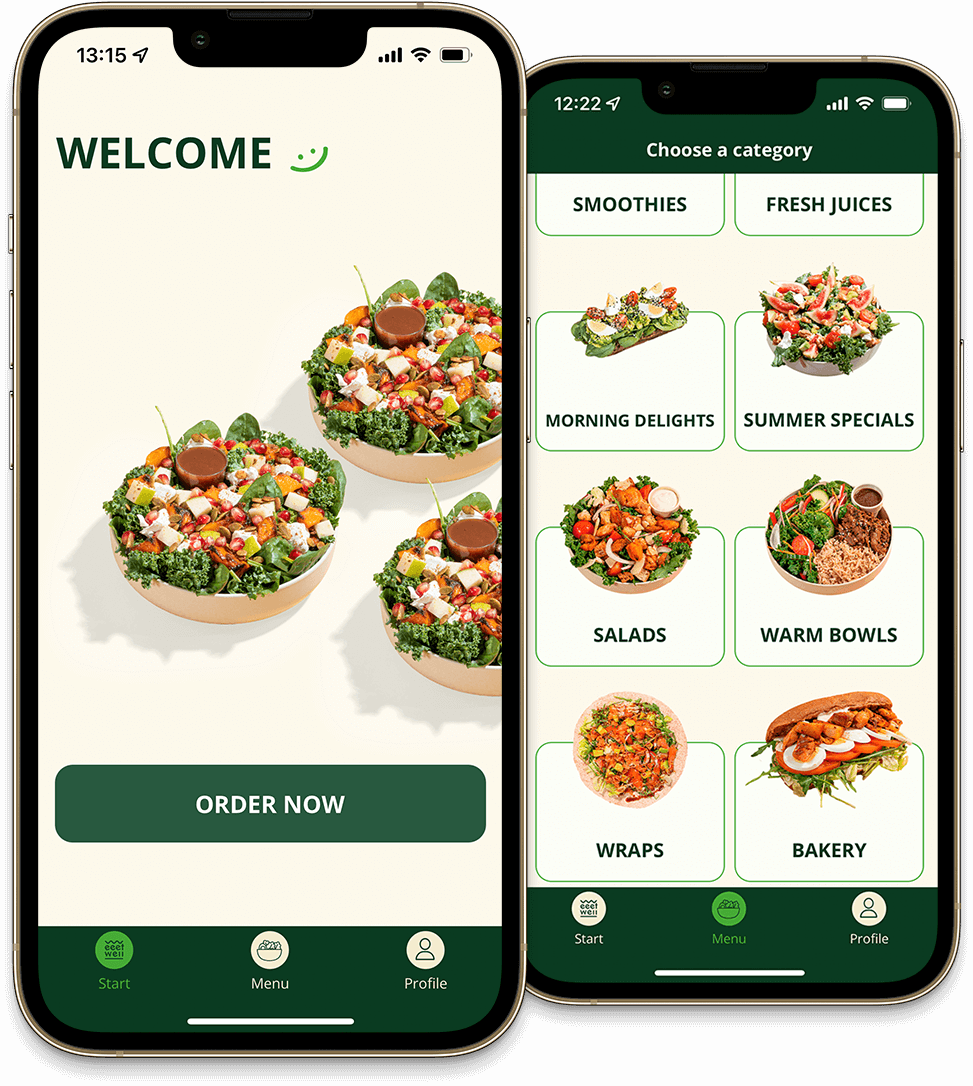 13:15
WELCOME
ORDER NOW
eeet
well
Start
Menu
Profile
12:22
Choose a category
SMOOTHIES
FRESH JUICES
MORNING DELIGHTS
SUMMER SPECIALS
SALADS
WARM BOWLS
WRAPS
BAKERY
eeet
well
Start
Menu
Profile